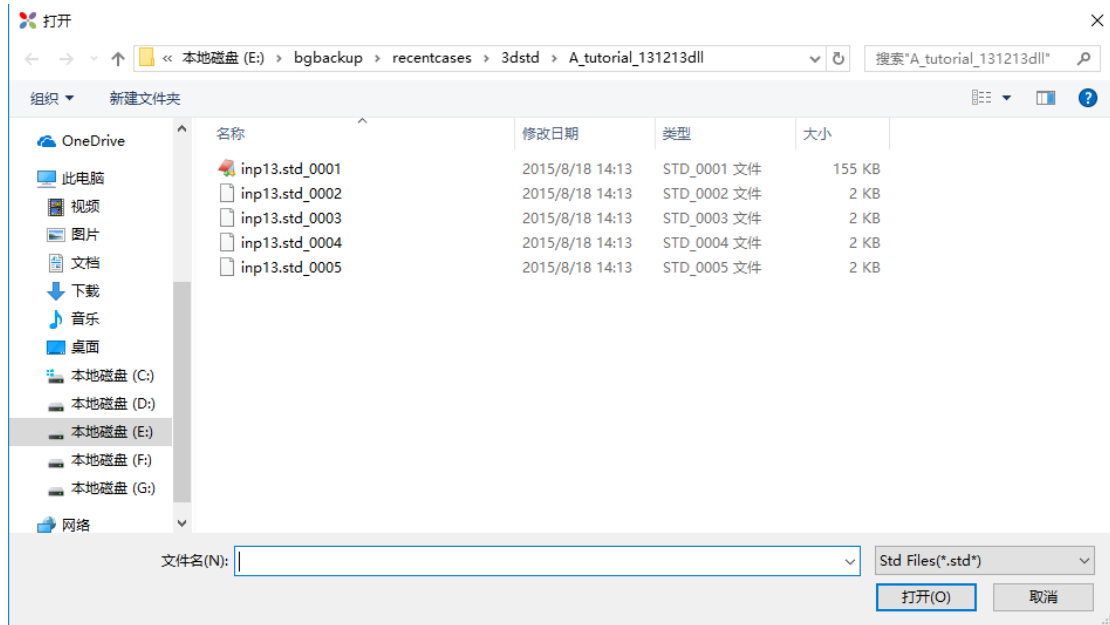 打开
« 本地磁盘 (E:) › bgbackup › recentcases › 3dstd › A_tutorial_131213dll
搜索"A_tutorial_131213dll"
组织 新建文件夹
名称 修改日期 类型 大小
OneDrive
此电脑
视频
图片
文档
下载
音乐
桌面
本地磁盘 (C:)
本地磁盘 (D:)
本地磁盘 (E:)
本地磁盘 (F:)
本地磁盘 (G:)
网络
inp13.std_0001 2015/8/18 14:13 STD_0001 文件 155 KB
inp13.std_0002 2015/8/18 14:13 STD_0002 文件 2 KB
inp13.std_0003 2015/8/18 14:13 STD_0003 文件 2 KB
inp13.std_0004 2015/8/18 14:13 STD_0004 文件 2 KB
inp13.std_0005 2015/8/18 14:13 STD_0005 文件 2 KB
文件名(N):
Std Files(*.std*)
打开(O) 取消